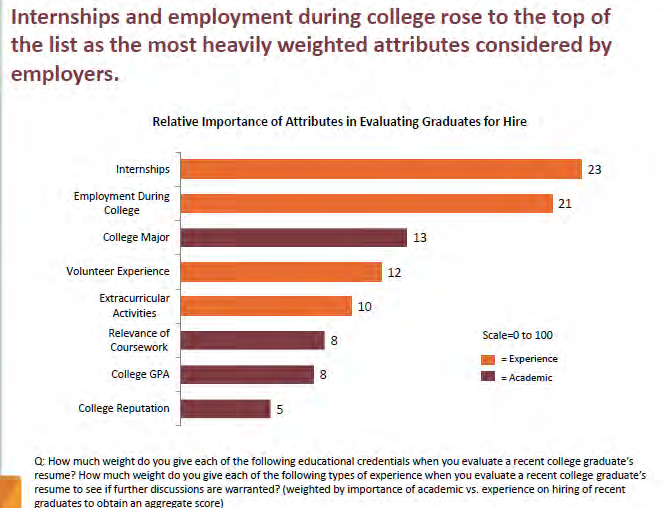 Internships and employment during college rose to the top of
the list as the most heavily weighted attributes considered by
employers.
Relative Importance of Attributes in Evaluating Graduates for Hire
Internships 23
Employment During
College 21
College Major 13
Volunteer Experience 12
Extracurricular
Activities 10
Relevance of
Coursework 8
College GPA 8
College Reputation 5
Scale=0 to 100
= Experience
= Academic
Q: How much weight do you give each of the following educational credentials when you evaluate a recent college graduate's
resume? How much weight do you give each of the following types of experience when you evaluate a recent college graduate's
resume to see if further discussions are warranted? (weighted by importance of academic vs. experience on hiring of recent
graduates to obtain an aggregate score)